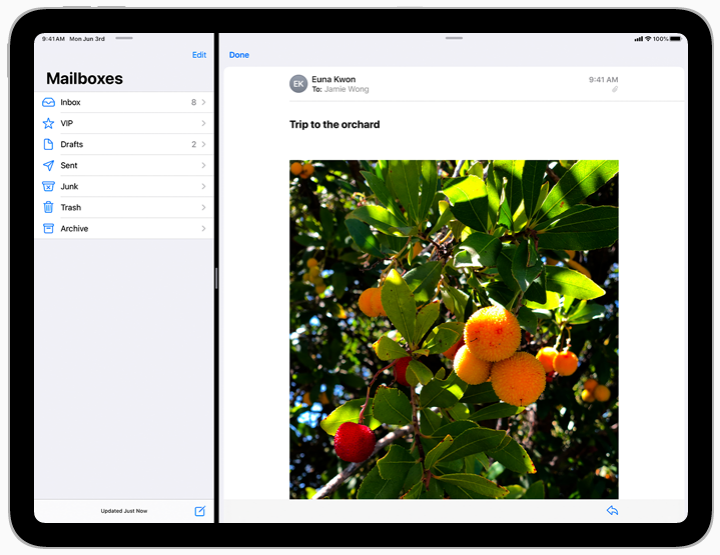 9:41 AM Mon Jun 3rd
100%
Edit
Done
Mailboxes
Inbox 8
VIP
Drafts 2
Sent
Junk
Trash
Archive
Updated Just Now
EK
Euna Kwon
9:41 AM
To: Jamie Wong
Trip to the orchard